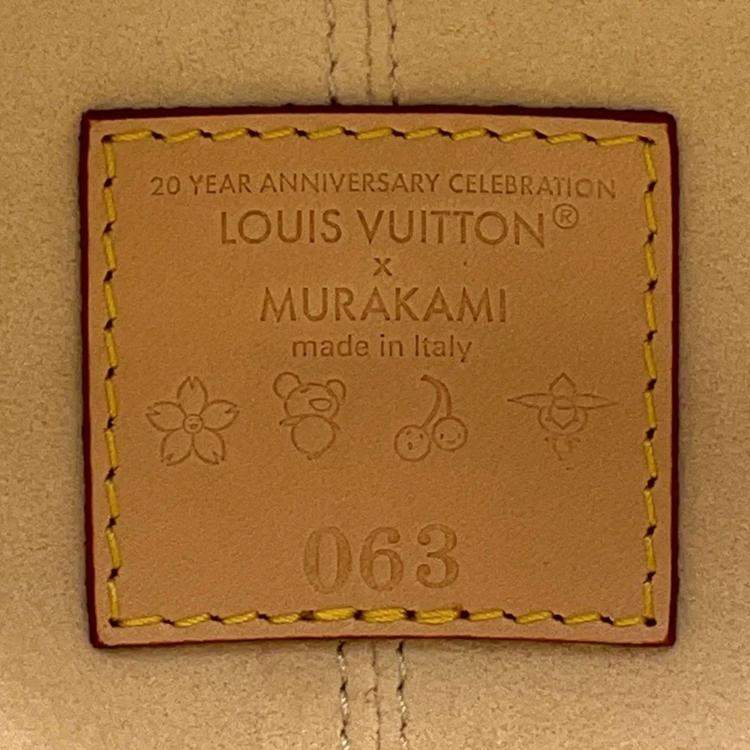 20 YEAR ANNIVERSARY CELEBRATION
LOUIS VUITTON®
x
MURAKAMI
made in Italy
063